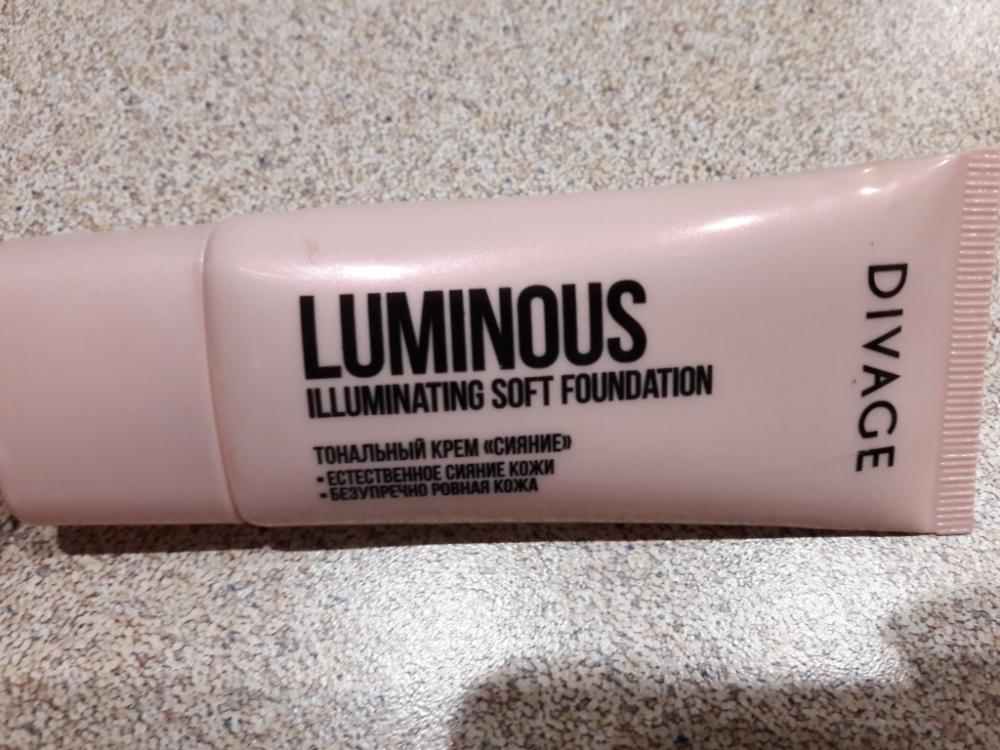 LUMINOUS
ILLUMINATING SOFT FOUNDATION
ТОНАЛЬНЫЙ КРЕМ «СИЯНИЕ»
• ЕСТЕСТВЕННОЕ СИЯНИЕ КОЖИ
• БЕЗУПРЕЧНО РОВНАЯ КОЖА
DIVAGE